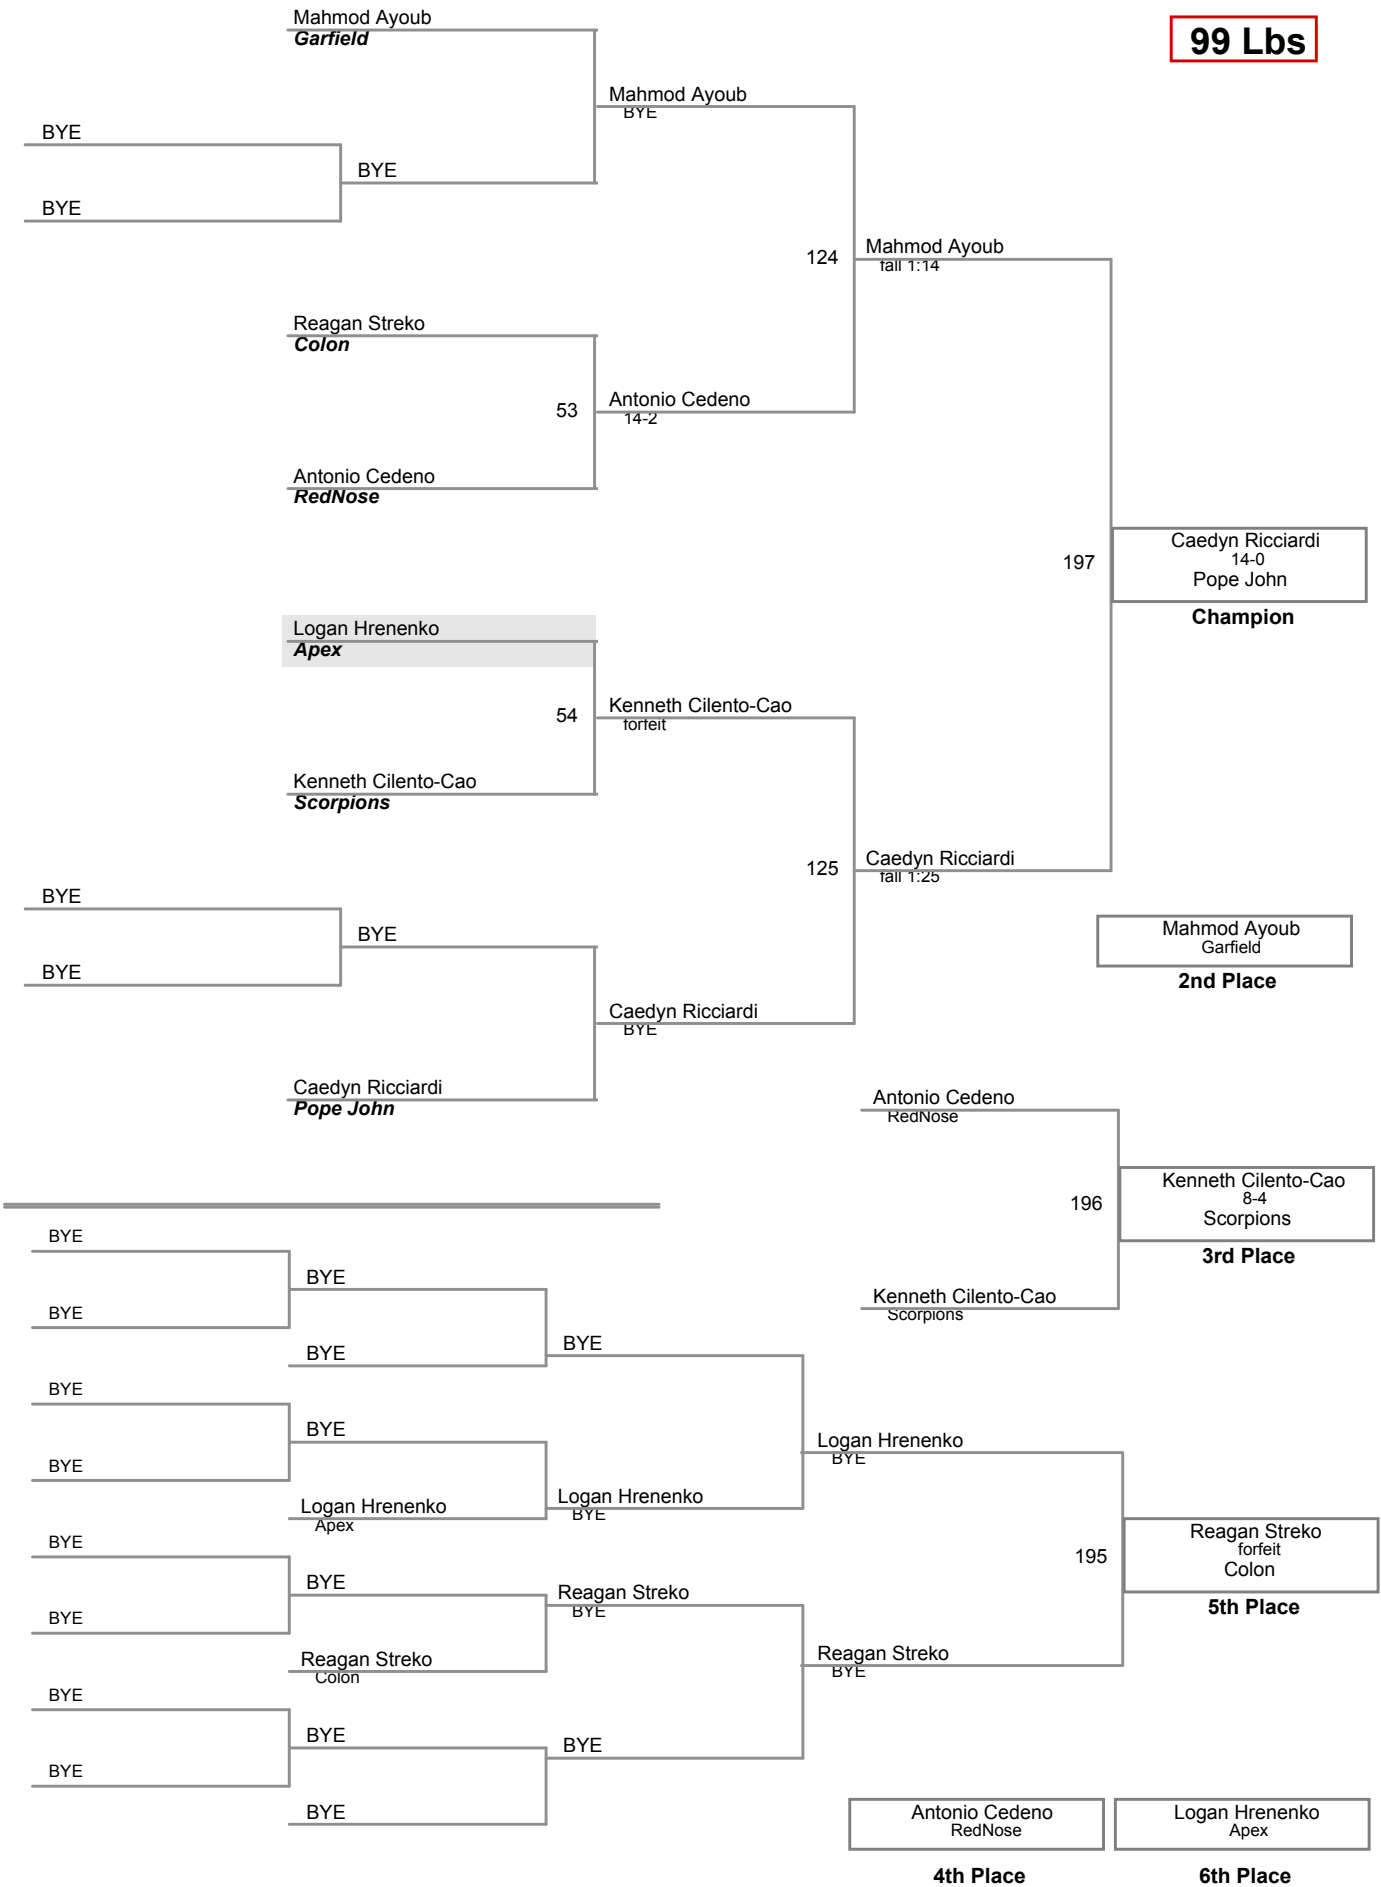 Mahmod Ayoub
Garfield
99 Lbs
Mahmod Ayoub
BYE
BYE
BYE
BYE
124
Mahmod Ayoub
fall 1:14
Reagan Streko
Colon
53
Antonio Cedeno
14-2
Antonio Cedeno
RedNose
197
Caedyn Ricciardi
14-0
Pope John
Champion
Logan Hrenenko
Apex
54
Kenneth Cilento-Cao
forfeit
Kenneth Cilento-Cao
Scorpions
125
Caedyn Ricciardi
fall 1:25
BYE
BYE
BYE
Mahmod Ayoub
Garfield
2nd Place
Caedyn Ricciardi
BYE
Caedyn Ricciardi
Pope John
Antonio Cedeno
RedNose
196
Kenneth Cilento-Cao
8-4
Scorpions
3rd Place
Kenneth Cilento-Cao
Scorpions
BYE
BYE
BYE
BYE
BYE
BYE
BYE
BYE
Logan Hrenenko
Apex
Logan Hrenenko
BYE
Logan Hrenenko
BYE
BYE
BYE
BYE
Reagan Streko
BYE
Reagan Streko
Colon
Reagan Streko
BYE
195
Reagan Streko
forfeit
Colon
5th Place
BYE
BYE
BYE
BYE
BYE
Antonio Cedeno
RedNose
4th Place
Logan Hrenenko
Apex
6th Place